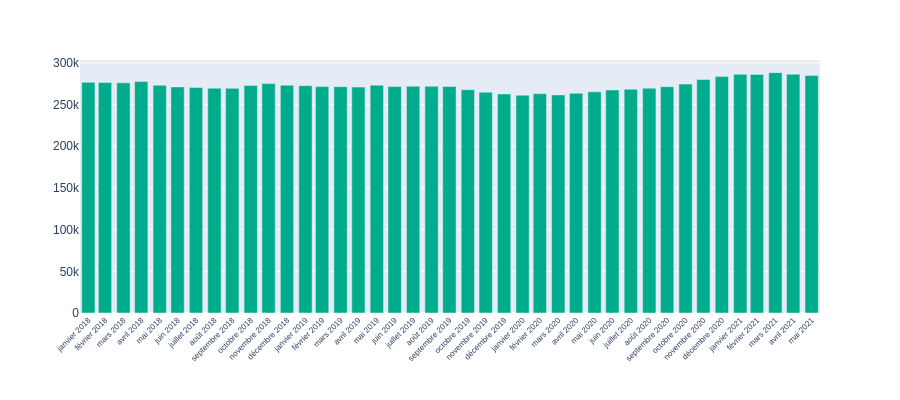 300k
250k
200k
150k
100k
50k
0
janvier 2018
février 2018
mars 2018
avril 2018
mai 2018
juin 2018
juillet 2018
août 2018
septembre 2018
octobre 2018
novembre 2018
décembre 2018
janvier 2019
février 2019
mars 2019
avril 2019
mai 2019
juin 2019
juillet 2019
août 2019
septembre 2019
octobre 2019
novembre 2019
décembre 2019
janvier 2020
février 2020
mars 2020
avril 2020
mai 2020
juin 2020
juillet 2020
août 2020
septembre 2020
octobre 2020
novembre 2020
décembre 2020
janvier 2021
février 2021
mars 2021
avril 2021
mai 2021